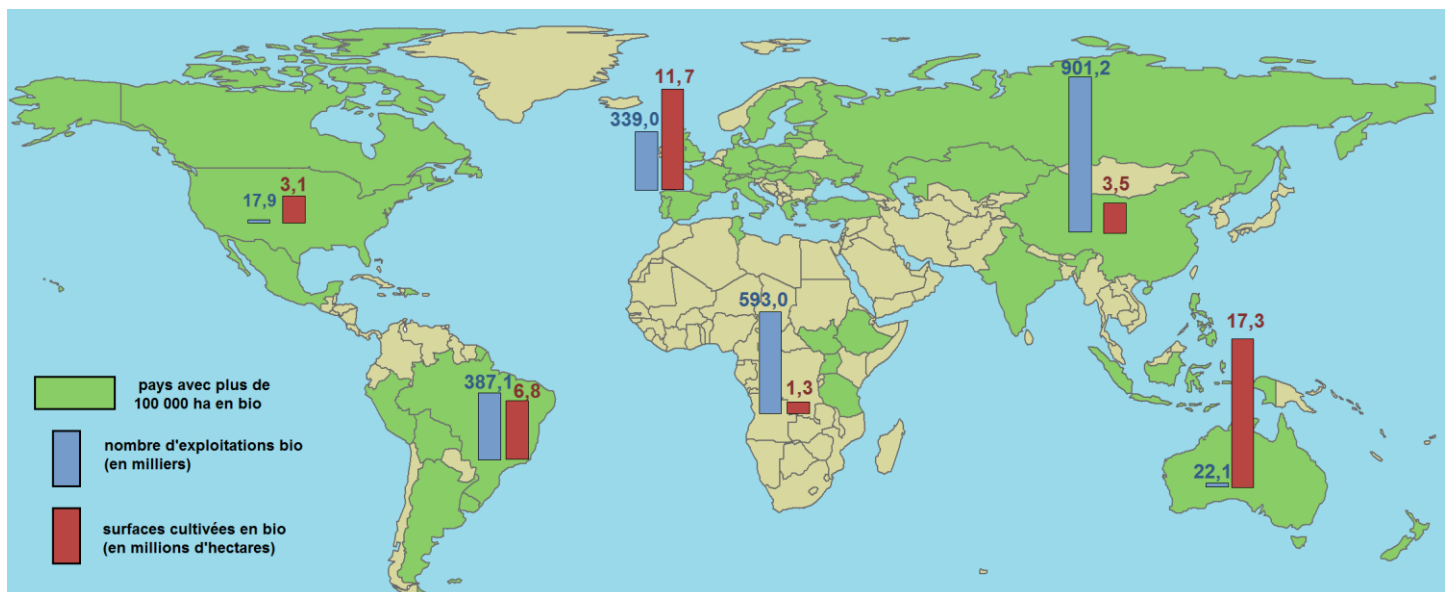 11,7
901,2
339,0
3,1
17,9
3,5
593,0
17,3
387,1
6,8
1,3
22,1
pays avec plus de
100 000 ha en bio
nombre d'exploitations bio
(en milliers)
surfaces cultivées en bio
(en millions d'hectares)